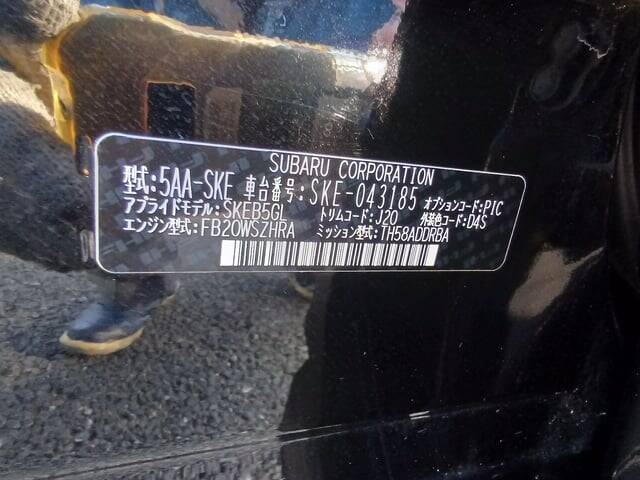 SUBARU CORPORATION
型式:5AA-SKE 車台番号:SKE-043185 オプションコード:PIC
アプライドモデル:SKEB5GL トリムコード:J20 外装色コード:D4S
エンジン型式:FB20WSZHRA ミッション型式:TH58ADDRBA